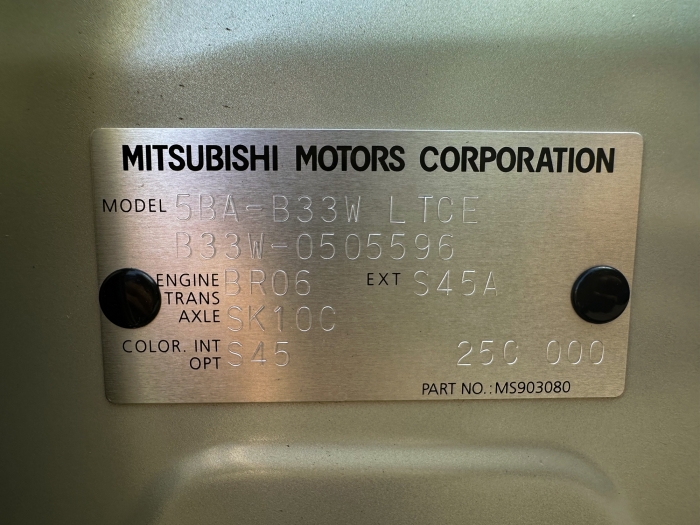 MITSUBISHI MOTORS CORPORATION
MODEL 5BA-B33W LTCE
B33W-0505596
ENGINE BR06 EXT S45A
TRANS
AXLE SK10C
COLOR. INT
OPT S45 25C 000
PART NO.: MS903080